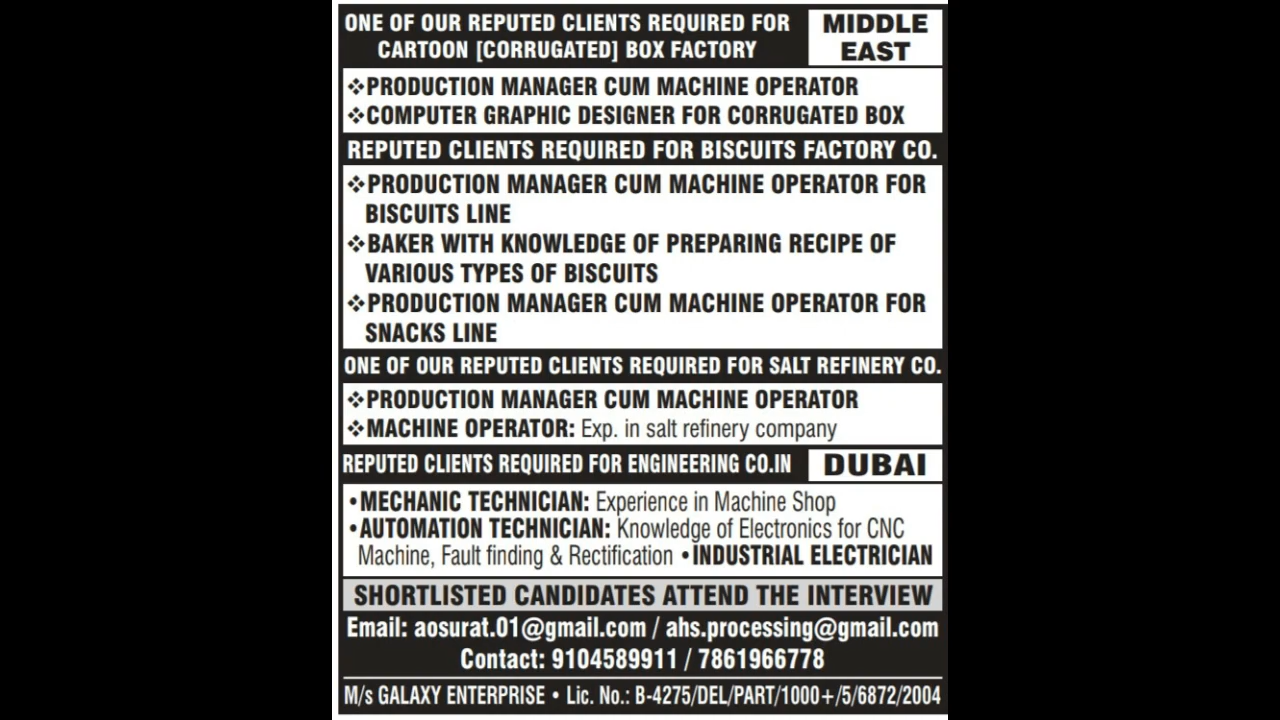 ONE OF OUR REPUTED CLIENTS REQUIRED FOR
CARTOON [CORRUGATED] BOX FACTORY
MIDDLE
EAST
❖PRODUCTION MANAGER CUM MACHINE OPERATOR
❖COMPUTER GRAPHIC DESIGNER FOR CORRUGATED BOX
REPUTED CLIENTS REQUIRED FOR BISCUITS FACTORY CO.
❖PRODUCTION MANAGER CUM MACHINE OPERATOR FOR
BISCUITS LINE
❖BAKER WITH KNOWLEDGE OF PREPARING RECIPE OF
VARIOUS TYPES OF BISCUITS
❖PRODUCTION MANAGER CUM MACHINE OPERATOR FOR
SNACKS LINE
ONE OF OUR REPUTED CLIENTS REQUIRED FOR SALT REFINERY CO.
❖PRODUCTION MANAGER CUM MACHINE OPERATOR
❖MACHINE OPERATOR: Exp. in salt refinery company
REPUTED CLIENTS REQUIRED FOR ENGINEERING CO.IN DUBAI
•MECHANIC TECHNICIAN: Experience in Machine Shop
•AUTOMATION TECHNICIAN: Knowledge of Electronics for CNC
Machine, Fault finding & Rectification •INDUSTRIAL ELECTRICIAN
SHORTLISTED CANDIDATES ATTEND THE INTERVIEW
Email: aosurat.01@gmail.com / ahs.processing@gmail.com
Contact: 9104589911 / 7861966778
M/s GALAXY ENTERPRISE • Lic. No.: B-4275/DEL/PART/1000+/5/6872/2004